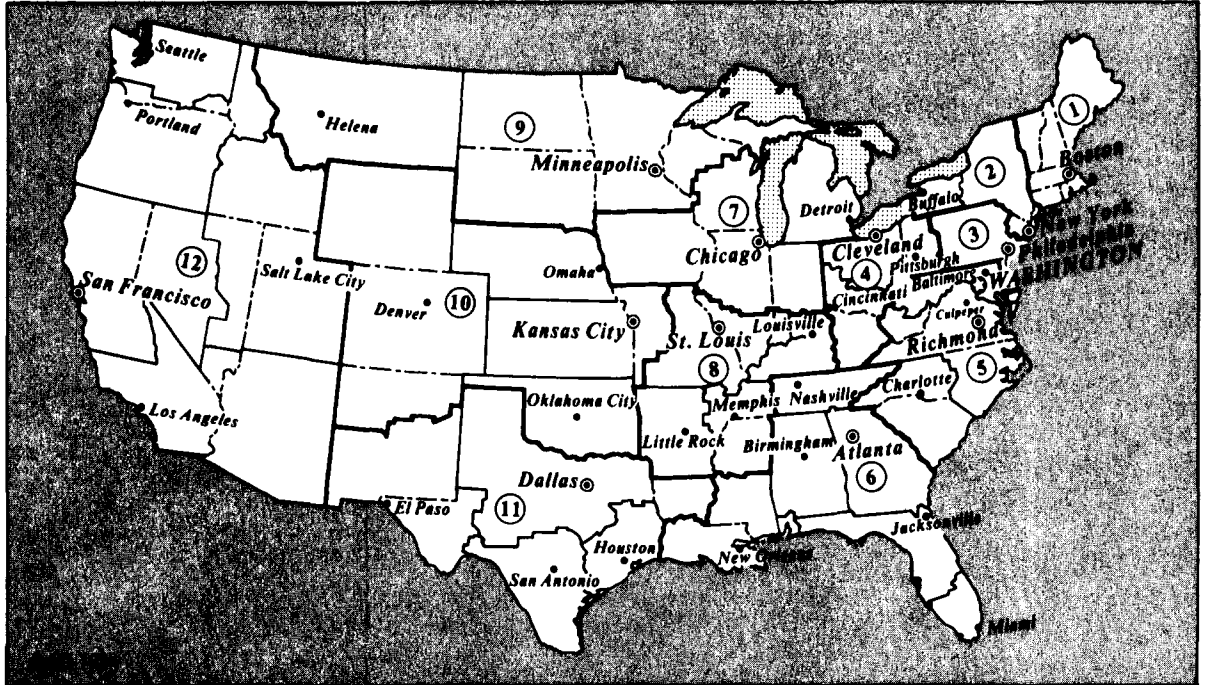 Seattle
Portland
Helena
9
Minneapolis
1
Boston
2
Buffalo
7
Detroit
New York
3
Philadelphia
Cleveland
Chicago
4
Pittsburgh
Baltimore
WASHINGTON
Cincinnati
12
Salt Lake City
San Francisco
Omaha
10
Denver
Culpeper
Kansas City
St. Louis
Louisville
Richmond
8
5
Charlotte
Memphis
Nashville
Oklahoma City
Los Angeles
Little Rock
Birmingham
Atlanta
6
Dallas
11
El Paso
Jacksonville
Houston
New Orleans
San Antonio
Miami